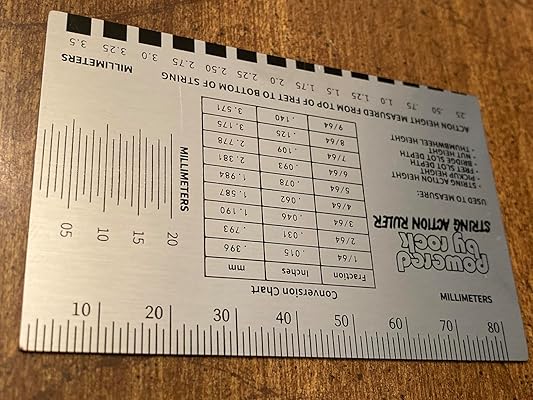 powered
by rock
STRING ACTION RULER
USED TO MEASURE:
- STRING ACTION HEIGHT
- PICKUP HEIGHT
- FRET SLOT DEPTH
- BRIDGE SLOT DEPTH
- NUT HEIGHT
- THUMBWHEEL HEIGHT
Conversion Chart
Fraction Inches mm
1/64 .015 .396
2/64 .031 .793
3/64 .046 1.190
4/64 .062 1.587
5/64 .078 1.984
6/64 .093 2.381
7/64 .109 2.778
8/64 .125 3.175
9/64 .140 3.571
ACTION HEIGHT MEASURED FROM TOP OF FRET TO BOTTOM OF STRING
.25 .50 .75 1.0 1.25 1.5 1.75 2.0 2.25 2.50 2.75 3.0 3.25 3.5
MILLIMETERS
MILLIMETERS
05 10 15 20
MILLIMETERS
10 20 30 40 50 60 70 80